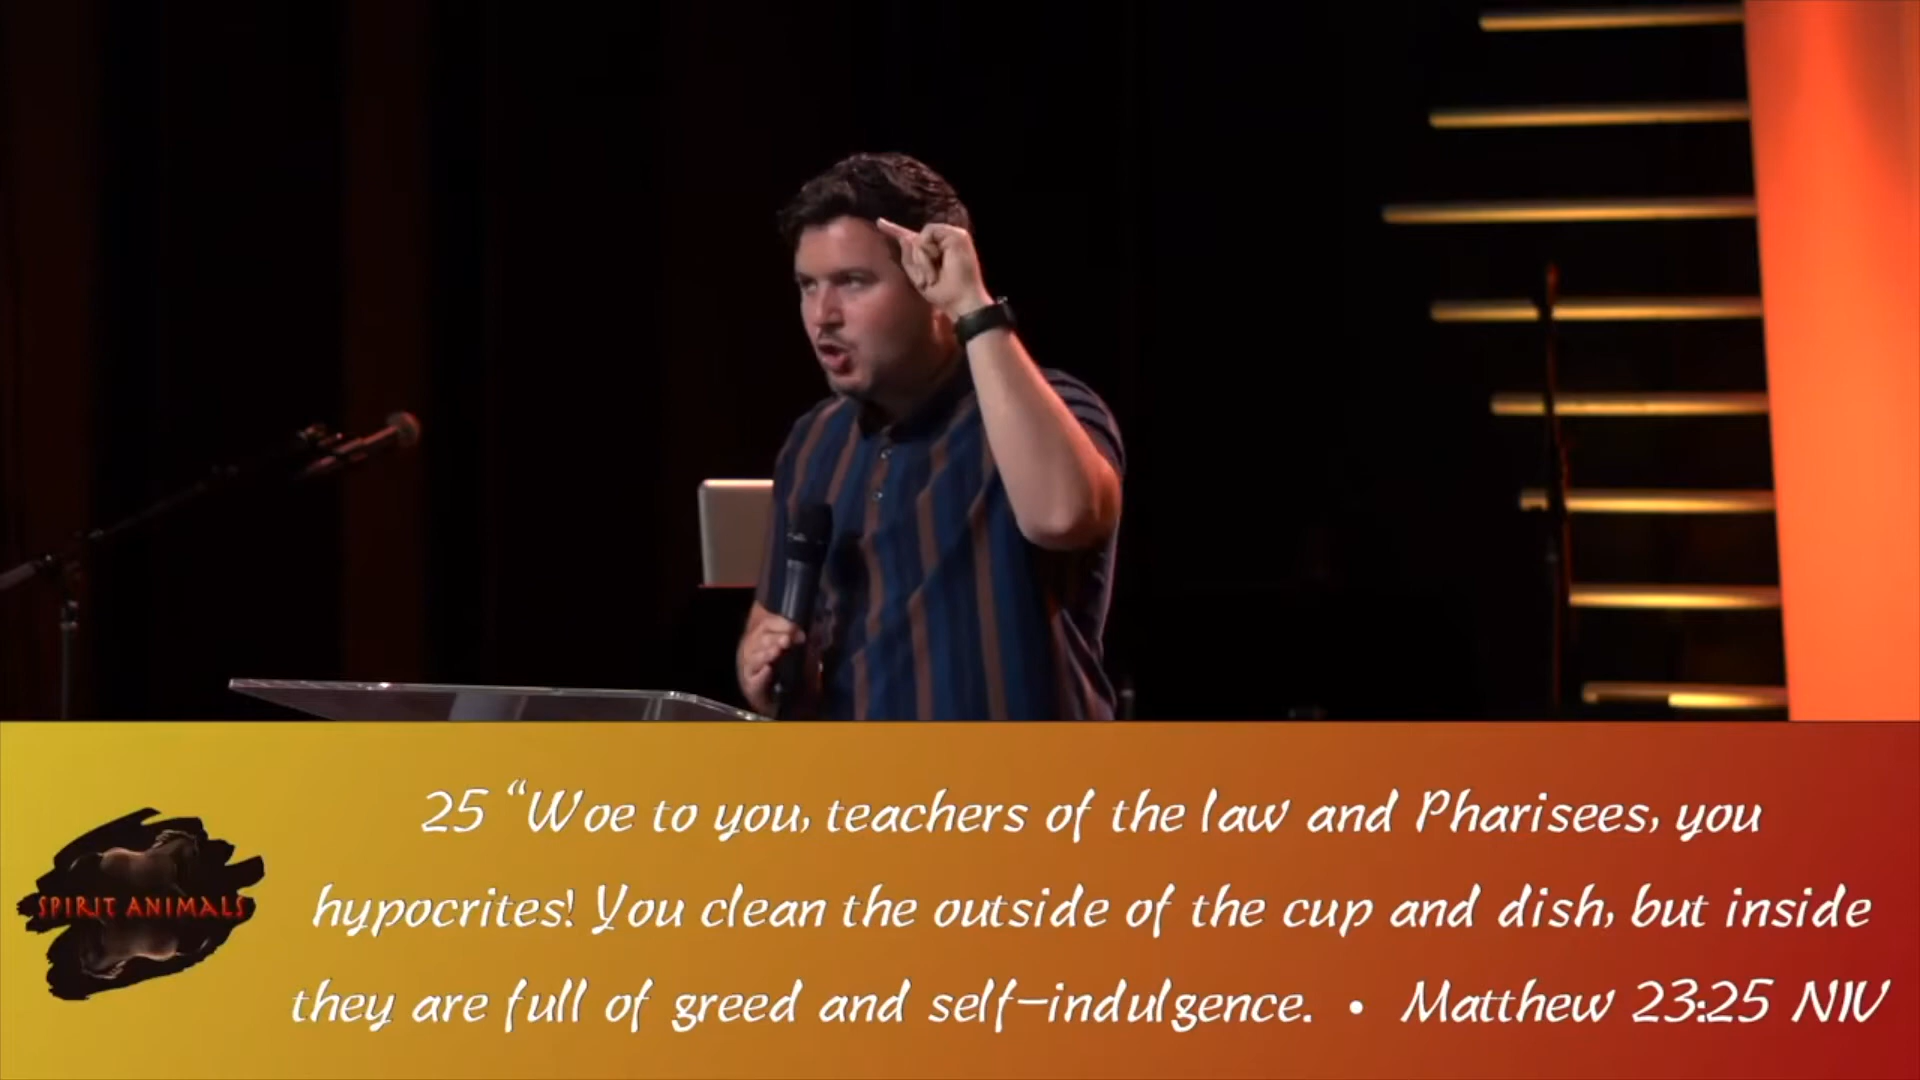 SPIRIT ANIMALS
25 “Woe to you, teachers of the law and Pharisees, you
hypocrites! You clean the outside of the cup and dish, but inside
they are full of greed and self-indulgence. • Matthew 23:25 NIV